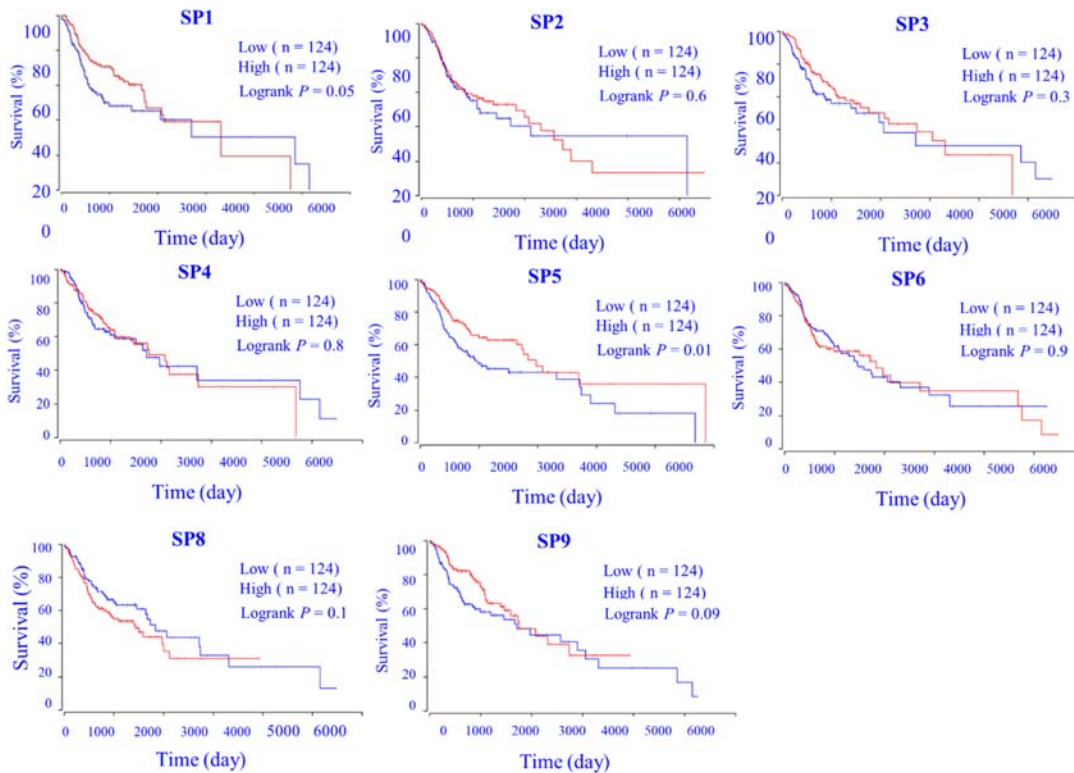 SP1
Low ( n = 124)
High ( n = 124)
Logrank P = 0.05
Survival (%)
100
80
60
40
20
0
0 1000 2000 3000 4000 5000 6000
Time (day)
SP2
Low ( n = 124)
High ( n = 124)
Logrank P = 0.6
Survival (%)
100
80
60
40
20
0
0 1000 2000 3000 4000 5000 6000
Time (day)
SP3
Low ( n = 124)
High ( n = 124)
Logrank P = 0.3
Survival (%)
100
80
60
40
20
0
0 1000 2000 3000 4000 5000 6000
Time (day)
SP4
Low ( n = 124)
High ( n = 124)
Logrank P = 0.8
Survival (%)
100
80
60
40
20
0
0 1000 2000 3000 4000 5000 6000
Time (day)
SP5
Low ( n = 124)
High ( n = 124)
Logrank P = 0.01
Survival (%)
100
80
60
40
20
0
0 1000 2000 3000 4000 5000 6000
Time (day)
SP6
Low ( n = 124)
High ( n = 124)
Logrank P = 0.9
Survival (%)
100
80
60
40
20
0
0 1000 2000 3000 4000 5000 6000
Time (day)
SP8
Low ( n = 124)
High ( n = 124)
Logrank P = 0.1
Survival (%)
100
80
60
40
20
0
0 1000 2000 3000 4000 5000 6000
Time (day)
SP9
Low ( n = 124)
High ( n = 124)
Logrank P = 0.09
Survival (%)
100
80
60
40
20
0
0 1000 2000 3000 4000 5000 6000
Time (day)